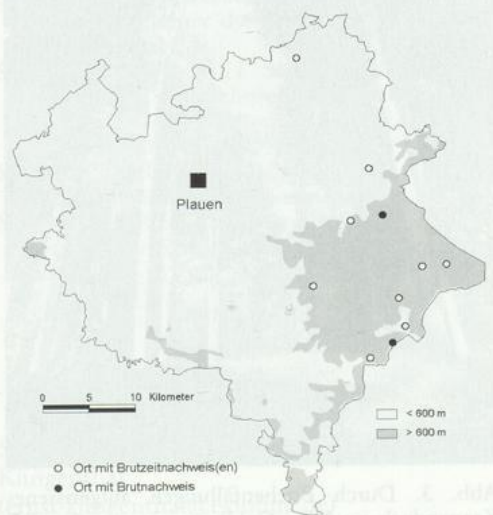 Plauen
0 5 10 Kilometer
< 600 m
> 600 m
Ort mit Brutzeitnachweis(en)
Ort mit Brutnachweis